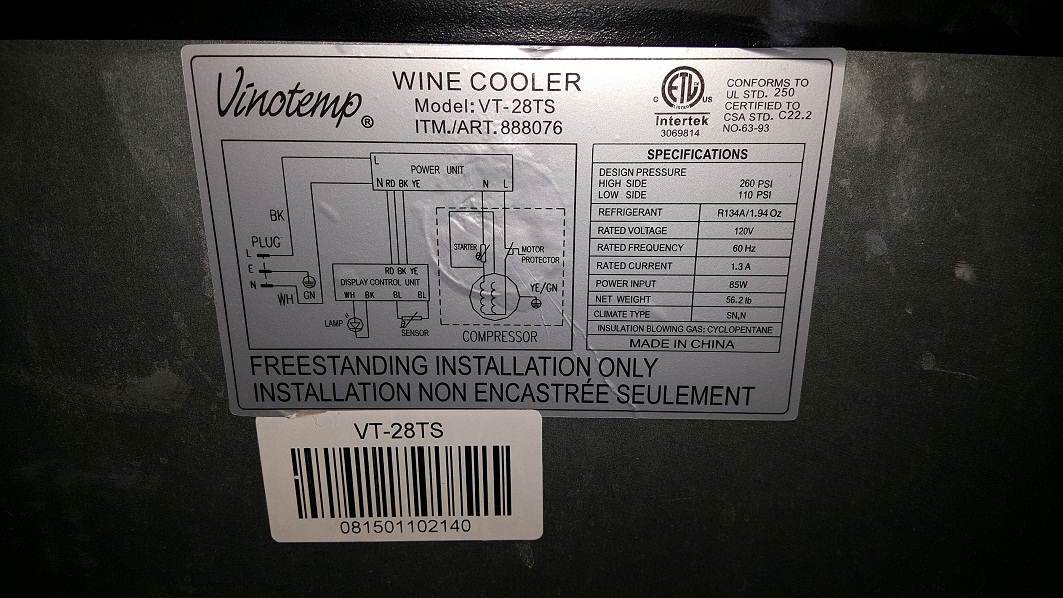 Vinotemp®
WINE COOLER
Model: VT-28TS
ITM./ART. 888076
C ETL US
LISTED
Intertek
3069814
CONFORMS TO
UL STD. 250
CERTIFIED TO
CSA STD. C22.2
NO.63-93
L
POWER UNIT
N RD BK YE N L
BK
PLUG
L
E
N
GN
WH
STARTER
MOTOR
PROTECTOR
RD BK YE
DISPLAY CONTROL UNIT
WH BK BL BL
YE/GN
LAMP
SENSOR
COMPRESSOR
SPECIFICATIONS
DESIGN PRESSURE
HIGH SIDE 260 PSI
LOW SIDE 110 PSI
REFRIGERANT R134A/1.94 Oz
RATED VOLTAGE 120V
RATED FREQUENCY 60 Hz
RATED CURRENT 1.3 A
POWER INPUT 85W
NET WEIGHT 56.2 lb
CLIMATE TYPE SN,N
INSULATION BLOWING GAS: CYCLOPENTANE
MADE IN CHINA
FREESTANDING INSTALLATION ONLY
INSTALLATION NON ENCASTRÉE SEULEMENT
VT-28TS
081501102140